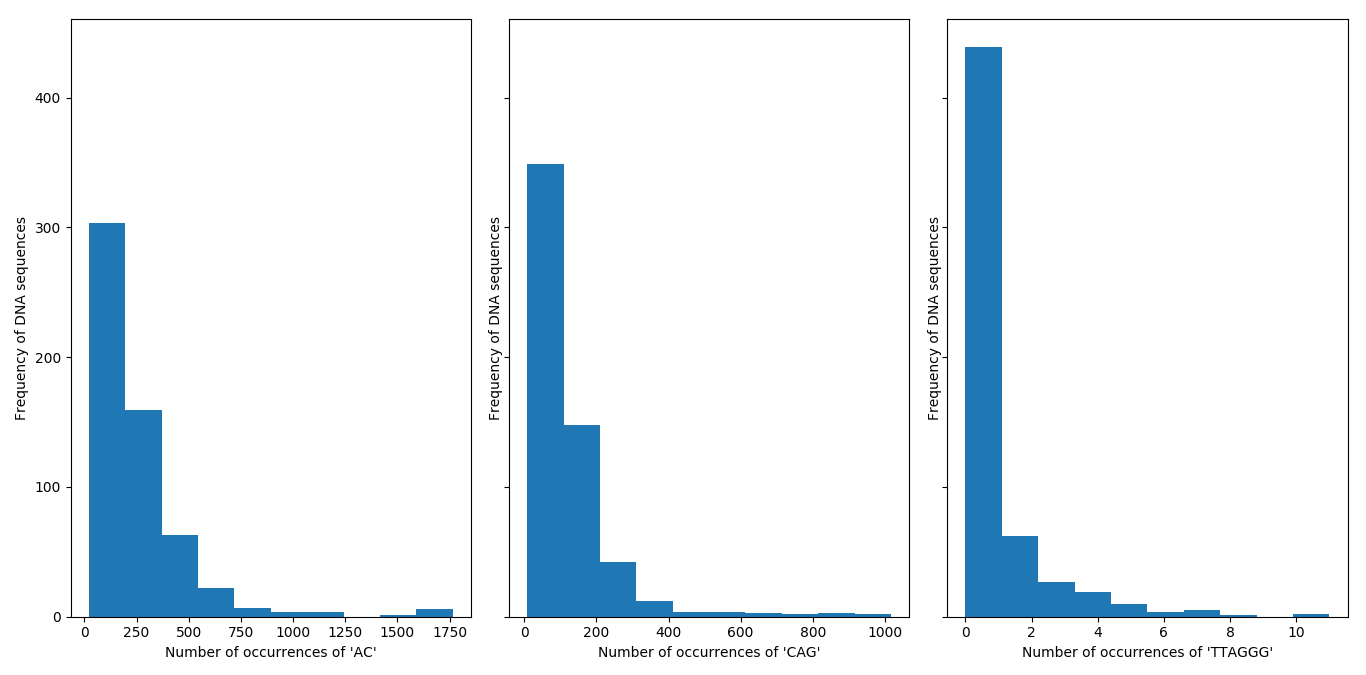 400
300
200
100
0
Frequency of DNA sequences
0 250 500 750 1000 1250 1500 1750
Number of occurrences of 'AC'
Frequency of DNA sequences
0 200 400 600 800 1000
Number of occurrences of 'CAG'
Frequency of DNA sequences
0 2 4 6 8 10
Number of occurrences of 'TTAGGG'